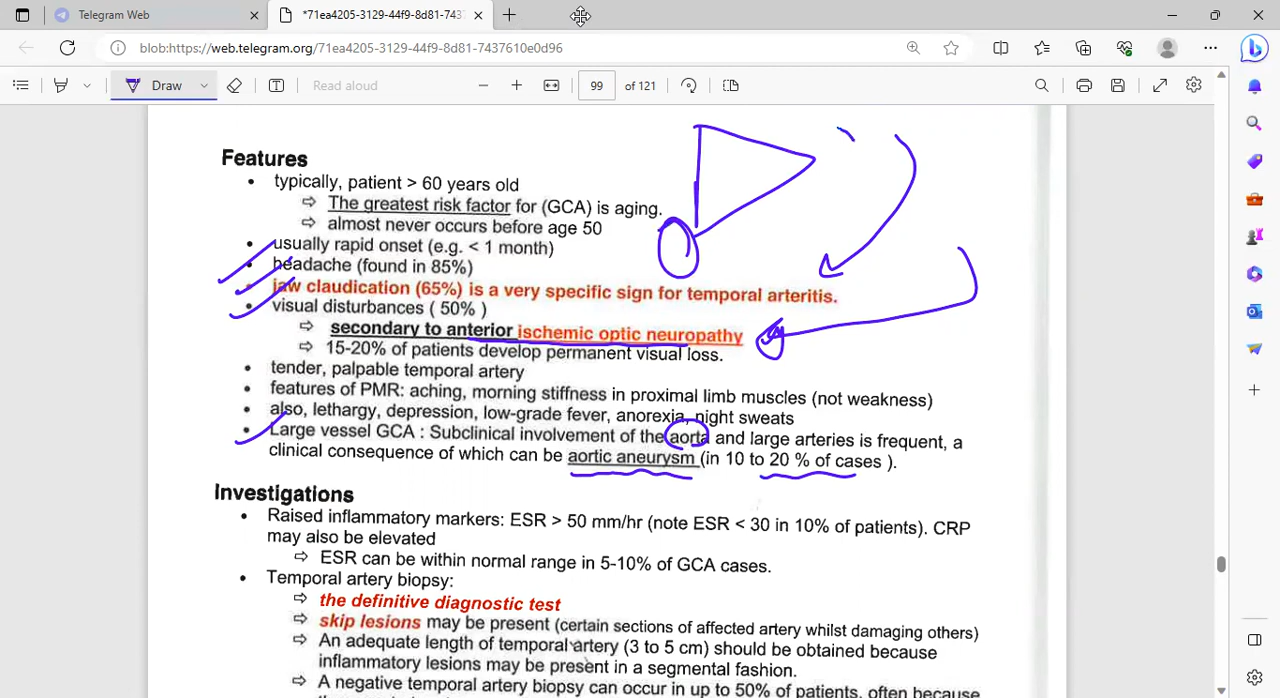 Telegram Web
*71ea4205-3129-44f9-8d81-7437
blob:https://web.telegram.org/71ea4205-3129-44f9-8d81-7437610e0d96
Draw
Read aloud
99 of 121
Features
• typically, patient > 60 years old
⇨ The greatest risk factor for (GCA) is aging.
⇨ almost never occurs before age 50
• usually rapid onset (e.g. < 1 month)
• headache (found in 85%)
• jaw claudication (65%) is a very specific sign for temporal arteritis.
• visual disturbances ( 50% )
⇨ secondary to anterior ischemic optic neuropathy
⇨ 15-20% of patients develop permanent visual loss.
• tender, palpable temporal artery
• features of PMR: aching, morning stiffness in proximal limb muscles (not weakness)
• also, lethargy, depression, low-grade fever, anorexia, night sweats
• Large vessel GCA : Subclinical involvement of the aorta and large arteries is frequent, a
clinical consequence of which can be aortic aneurysm (in 10 to 20 % of cases ).
Investigations
• Raised inflammatory markers: ESR > 50 mm/hr (note ESR < 30 in 10% of patients). CRP
may also be elevated
⇨ ESR can be within normal range in 5-10% of GCA cases.
• Temporal artery biopsy:
⇨ the definitive diagnostic test
⇨ skip lesions may be present (certain sections of affected artery whilst damaging others)
⇨ An adequate length of temporal artery (3 to 5 cm) should be obtained because
inflammatory lesions may be present in a segmental fashion.
⇨ A negative temporal artery biopsy can occur in up to 50% of patients, often because